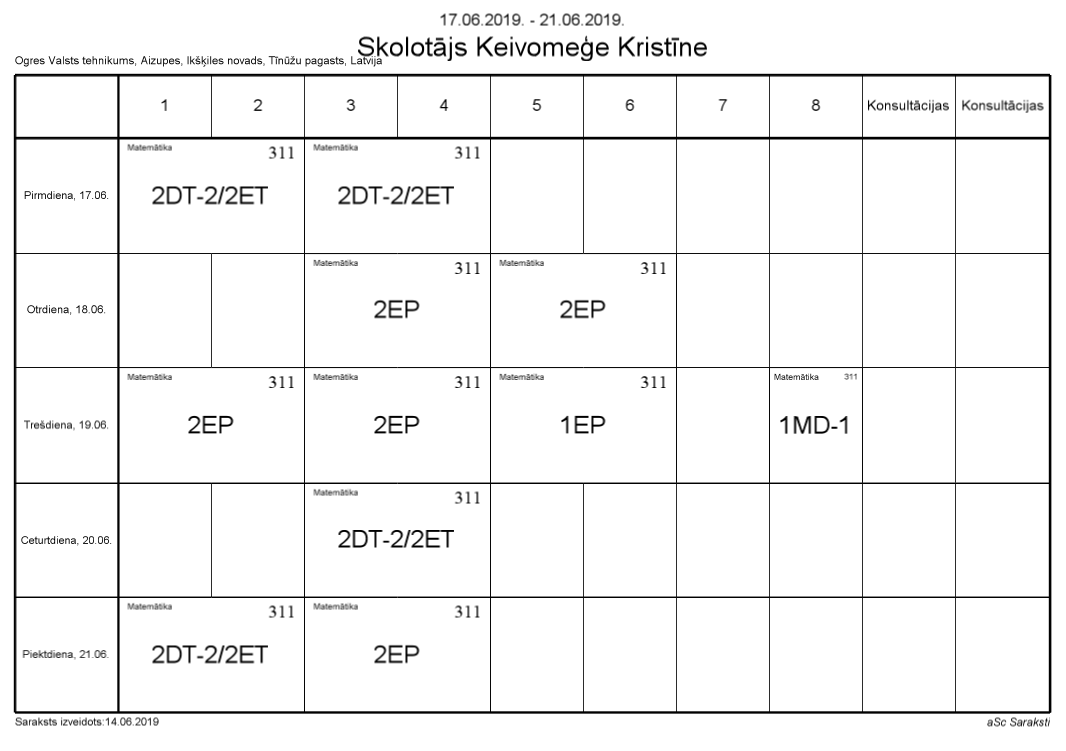 17.06.2019. - 21.06.2019.
Skolotājs Keivomeģe Kristīne
Ogres Valsts tehnikums, Aizupes, Ikšķiles novads, Tīnūžu pagasts, Latvija
1 2 3 4 5 6 7 8 Konsultācijas Konsultācijas
Matemātika 311 Matemātika 311
Pirmdiena, 17.06. 2DT-2/2ET 2DT-2/2ET
Matemātika 311 Matemātika 311
Otrdiena, 18.06. 2EP 2EP
Matemātika 311 Matemātika 311 Matemātika 311 Matemātika 311
Trešdiena, 19.06. 2EP 2EP 1EP 1MD-1
Matemātika 311
Ceturtdiena, 20.06. 2DT-2/2ET
Matemātika 311 Matemātika 311
Piektdiena, 21.06. 2DT-2/2ET 2EP
Saraksts izveidots:14.06.2019 aSc Saraksti